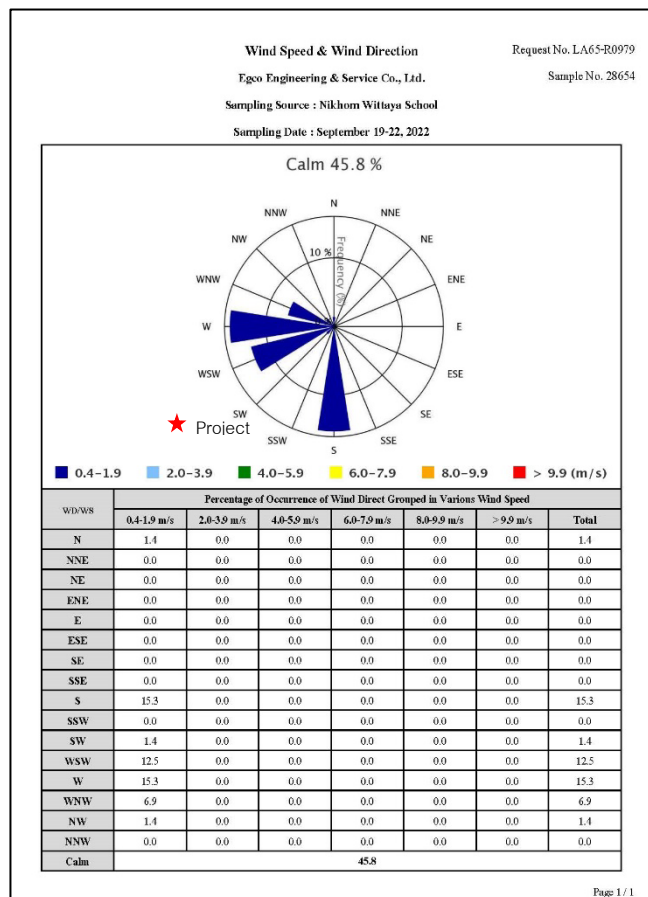 Wind Speed & Wind Direction
Request No. LA65-R0979
Egco Engineering & Service Co., Ltd.
Sample No. 28654
Sampling Source : Nikhom Wittaya School
Sampling Date : September 19-22, 2022
Calm 45.8 %
N
NNW NNE
NW NE
10 %
Frequency (%)
WNW ENE
W E
WSW ESE
SW SE
Project
SSW SSE
S
0.4-1.9 2.0-3.9 4.0-5.9 6.0-7.9 8.0-9.9 > 9.9 (m/s)
WD/WS Percentage of Occurrence of Wind Direct Grouped in Varions Wind Speed
0.4-1.9 m/s 2.0-3.9 m/s 4.0-5.9 m/s 6.0-7.9 m/s 8.0-9.9 m/s >9.9 m/s Total
N 1.4 0.0 0.0 0.0 0.0 0.0 1.4
NNE 0.0 0.0 0.0 0.0 0.0 0.0 0.0
NE 0.0 0.0 0.0 0.0 0.0 0.0 0.0
ENE 0.0 0.0 0.0 0.0 0.0 0.0 0.0
E 0.0 0.0 0.0 0.0 0.0 0.0 0.0
ESE 0.0 0.0 0.0 0.0 0.0 0.0 0.0
SE 0.0 0.0 0.0 0.0 0.0 0.0 0.0
SSE 0.0 0.0 0.0 0.0 0.0 0.0 0.0
S 15.3 0.0 0.0 0.0 0.0 0.0 15.3
SSW 0.0 0.0 0.0 0.0 0.0 0.0 0.0
SW 1.4 0.0 0.0 0.0 0.0 0.0 1.4
WSW 12.5 0.0 0.0 0.0 0.0 0.0 12.5
W 15.3 0.0 0.0 0.0 0.0 0.0 15.3
WNW 6.9 0.0 0.0 0.0 0.0 0.0 6.9
NW 1.4 0.0 0.0 0.0 0.0 0.0 1.4
NNW 0.0 0.0 0.0 0.0 0.0 0.0 0.0
Calm 45.8
Page 1 / 1